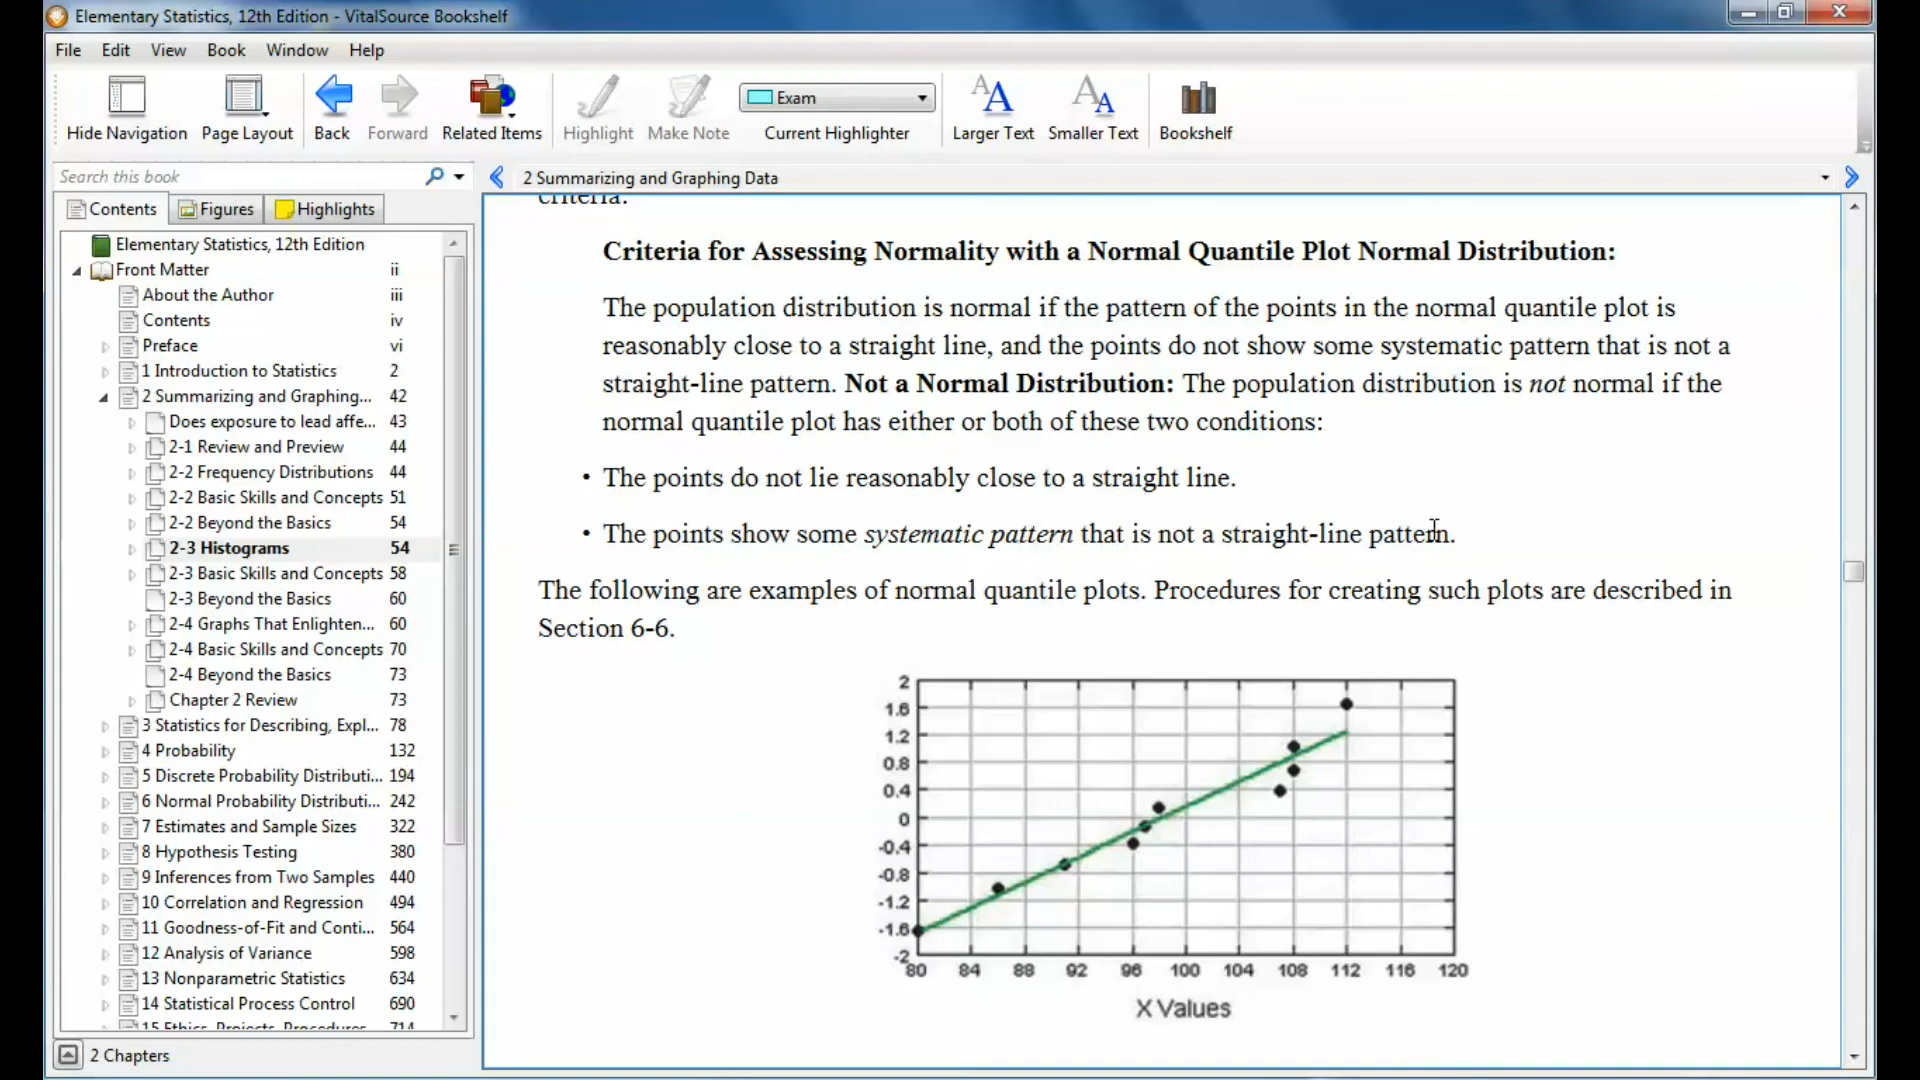 Elementary Statistics, 12th Edition - VitalSource Bookshelf
File Edit View Book Window Help
Hide Navigation Page Layout Back Forward Related Items Highlight Make Note Exam Current Highlighter Larger Text Smaller Text Bookshelf
Search this book
Contents Figures Highlights
Elementary Statistics, 12th Edition
Front Matter ii
About the Author iii
Contents iv
Preface vi
1 Introduction to Statistics 2
2 Summarizing and Graphing... 42
Does exposure to lead affe... 43
2-1 Review and Preview 44
2-2 Frequency Distributions 44
2-2 Basic Skills and Concepts 51
2-2 Beyond the Basics 54
2-3 Histograms 54
2-3 Basic Skills and Concepts 58
2-3 Beyond the Basics 60
2-4 Graphs That Enlighten... 60
2-4 Basic Skills and Concepts 70
2-4 Beyond the Basics 73
Chapter 2 Review 73
3 Statistics for Describing, Expl... 78
4 Probability 132
5 Discrete Probability Distributi... 194
6 Normal Probability Distributi... 242
7 Estimates and Sample Sizes 322
8 Hypothesis Testing 380
9 Inferences from Two Samples 440
10 Correlation and Regression 494
11 Goodness-of-Fit and Conti... 564
12 Analysis of Variance 598
13 Nonparametric Statistics 634
14 Statistical Process Control 690
15 Ethics, Projects, Procedures 714
2 Chapters
2 Summarizing and Graphing Data
criteria:
Criteria for Assessing Normality with a Normal Quantile Plot Normal Distribution:
The population distribution is normal if the pattern of the points in the normal quantile plot is
reasonably close to a straight line, and the points do not show some systematic pattern that is not a
straight-line pattern. Not a Normal Distribution: The population distribution is not normal if the
normal quantile plot has either or both of these two conditions:
• The points do not lie reasonably close to a straight line.
• The points show some systematic pattern that is not a straight-line pattern.
The following are examples of normal quantile plots. Procedures for creating such plots are described in
Section 6-6.
2
1.6
1.2
0.8
0.4
0
-0.4
-0.8
-1.2
-1.6
-2
80 84 88 92 96 100 104 108 112 116 120
X Values